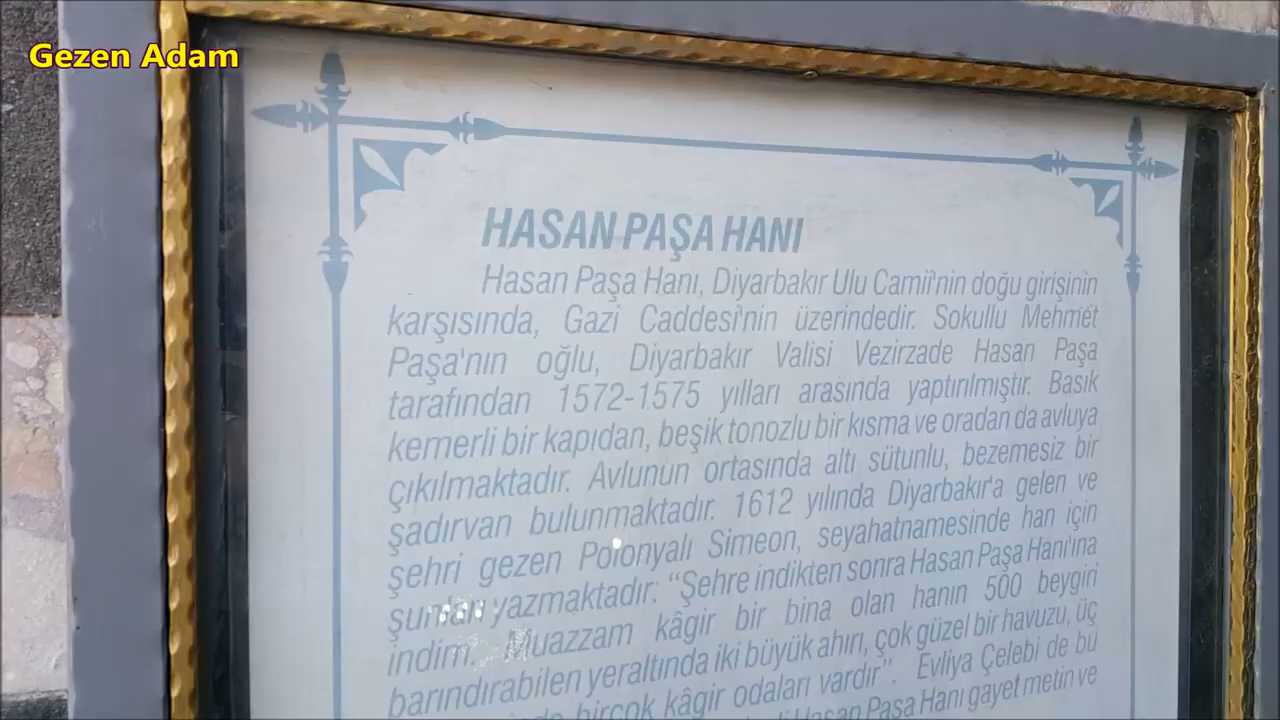 Gezen Adam
HASAN PAŞA HANI
Hasan Paşa Hanı, Diyarbakır Ulu Camii'nin doğu girişinin
karşısında, Gazi Caddesi'nin üzerindedir. Sokullu Mehmet
Paşa'nın oğlu, Diyarbakır Valisi Vezirzade Hasan Paşa
tarafından 1572-1575 yılları arasında yaptırılmıştır. Basık
kemerli bir kapıdan, beşik tonozlu bir kısma ve oradan da avluya
çıkılmaktadır. Avlunun ortasında altı sütunlu, bezemesiz bir
şadırvan bulunmaktadır. 1612 yılında Diyarbakır'a gelen ve
şehri gezen Polonyalı Simeon, seyahatnamesinde han için
şunları yazmaktadır: “Şehre indikten sonra Hasan Paşa Hanı'ına
indim. Muazzam kâgir bir bina olan hanın 500 beygiri
barındırabilen yeraltında iki büyük ahırı, çok güzel bir havuzu, üç
birçok kâgir odaları vardır”. Evliya Çelebi de bu
Hasan Paşa Hanı gayet metin ve